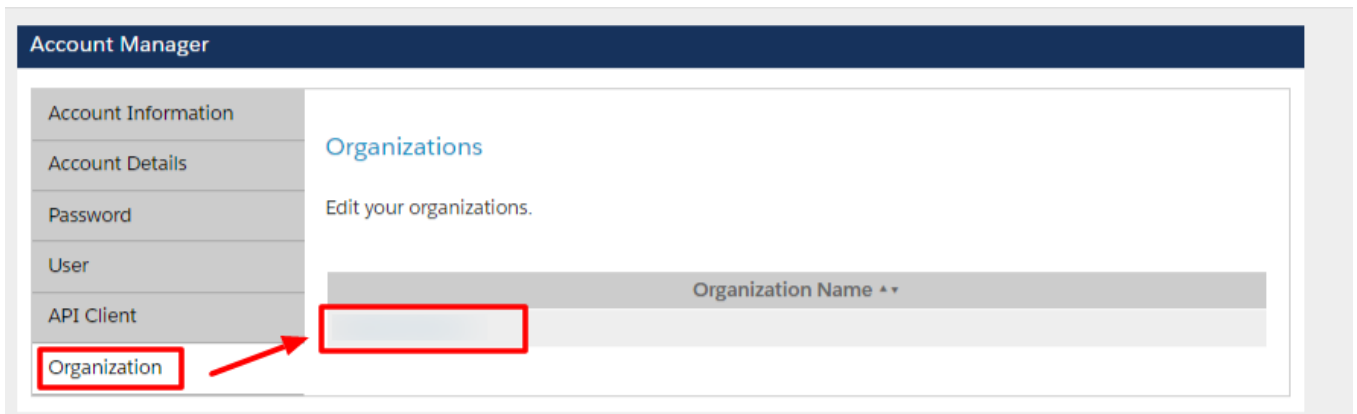 Account Manager
Account Information
Account Details
Password
User
API Client
Organization
Organizations
Edit your organizations.
Organization Name